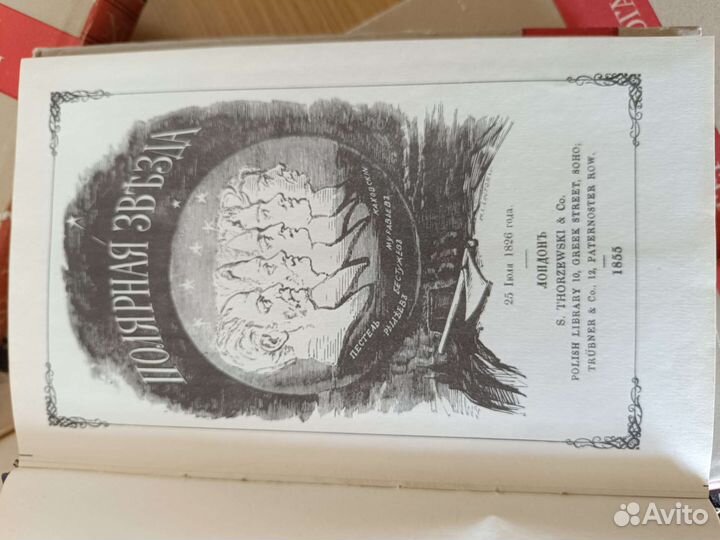 ПОЛЯРНАЯ ЗВѢЗДА
ПЕСТЕЛЬ
РЫЛѢЕВЪ
БЕСТУЖЕВЪ
МУРАВЬЕВЪ
КАХОВСКІЙ
25 Іюля 1826 года.
ЛОНДОНЪ
S. THORZEWSKI & Co.
POLISH LIBRARY 10, GREEK STREET, SOHO;
TRÜBNER & Co., 12, PATERNOSTER ROW.
1855
Avito